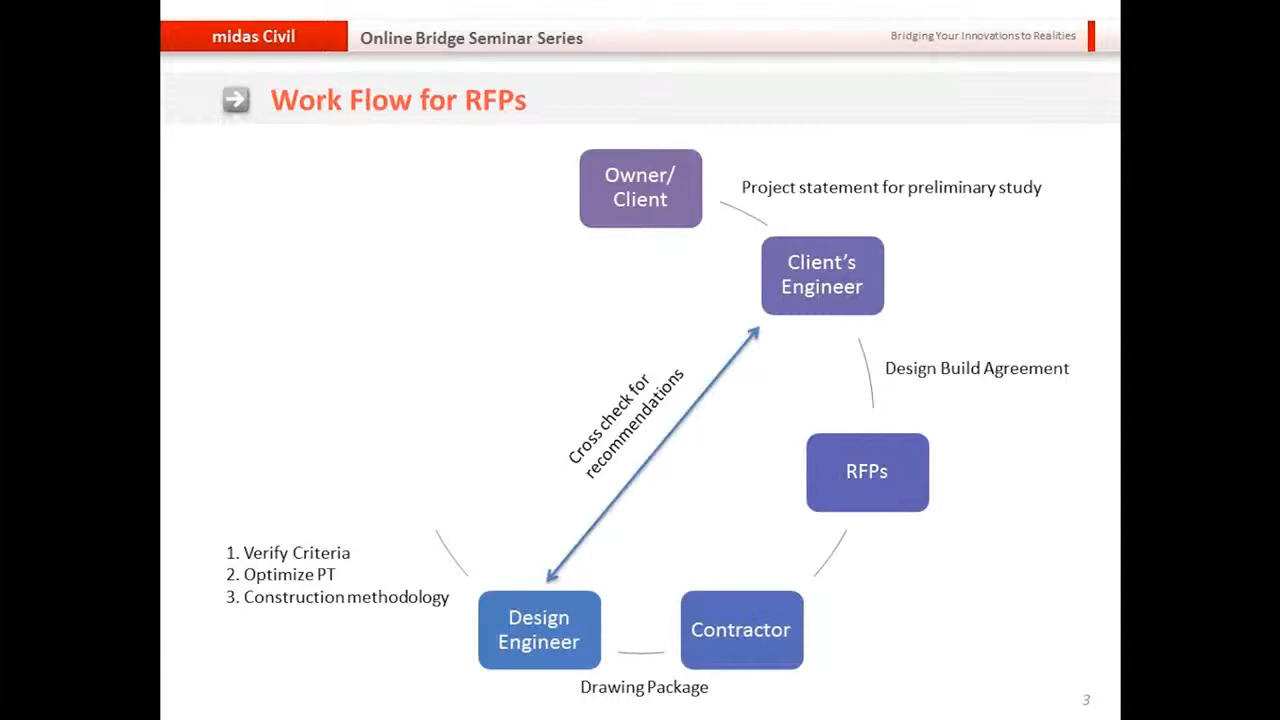 midas Civil
Online Bridge Seminar Series
Bridging Your Innovations to Realities
Work Flow for RFPs
Owner/
Client
Project statement for preliminary study
Client’s
Engineer
Design Build Agreement
Cross check for
recommendations
RFPs
1. Verify Criteria
2. Optimize PT
3. Construction methodology
Design
Engineer
Contractor
Drawing Package
3